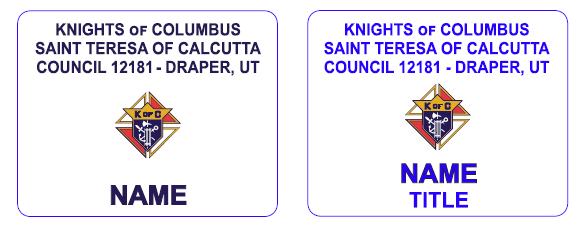 KNIGHTS OF COLUMBUS
SAINT TERESA OF CALCUTTA
COUNCIL 12181 - DRAPER, UT
K OF C
NAME
KNIGHTS OF COLUMBUS
SAINT TERESA OF CALCUTTA
COUNCIL 12181 - DRAPER, UT
K OF C
NAME
TITLE